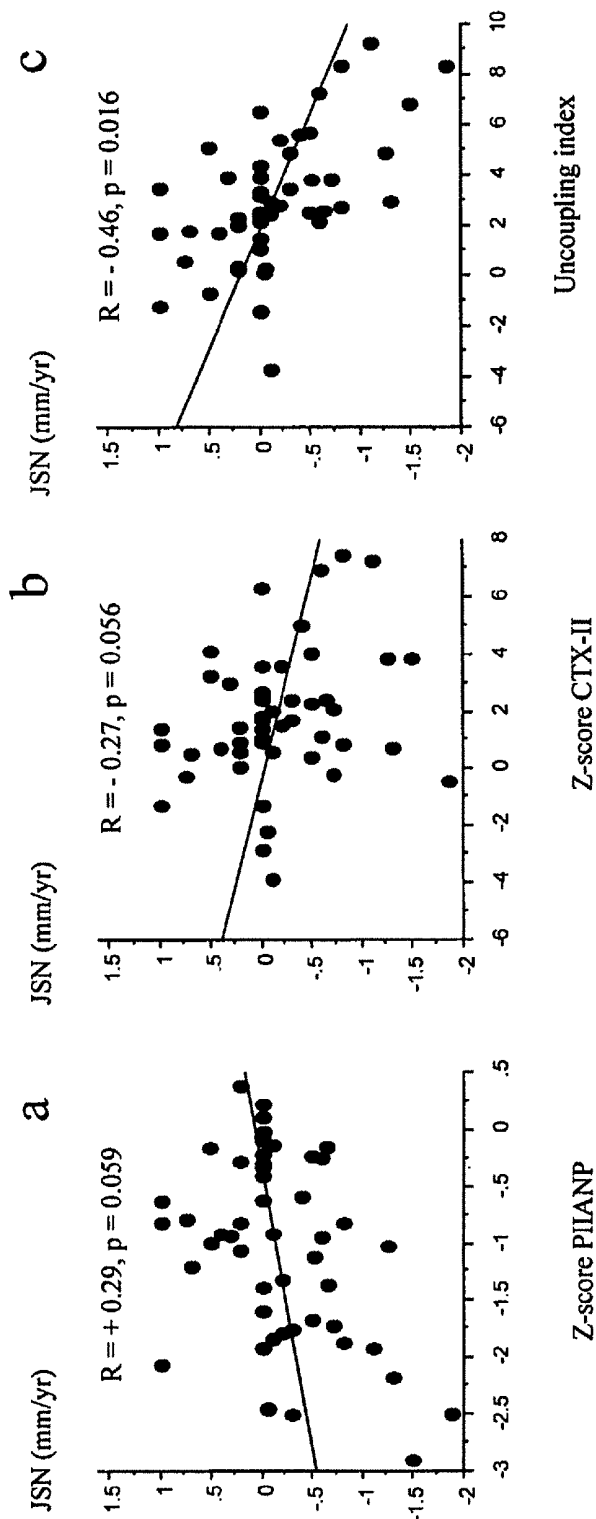 a
JSN (mm/yr)
R = + 0.29, p = 0.059
1.5
1
.5
0
-.5
-1
-1.5
-2
-3 -2.5 -2 -1.5 -1 -.5 0 .5
Z-score PIIANP
b
JSN (mm/yr)
R = - 0.27, p = 0.056
1.5
1
.5
0
-.5
-1
-1.5
-2
-6 -4 -2 0 2 4 6 8
Z-score CTX-II
c
JSN (mm/yr)
R = - 0.46, p = 0.016
1.5
1
.5
0
-.5
-1
-1.5
-2
-6 -4 -2 0 2 4 6 8 10
Uncoupling index